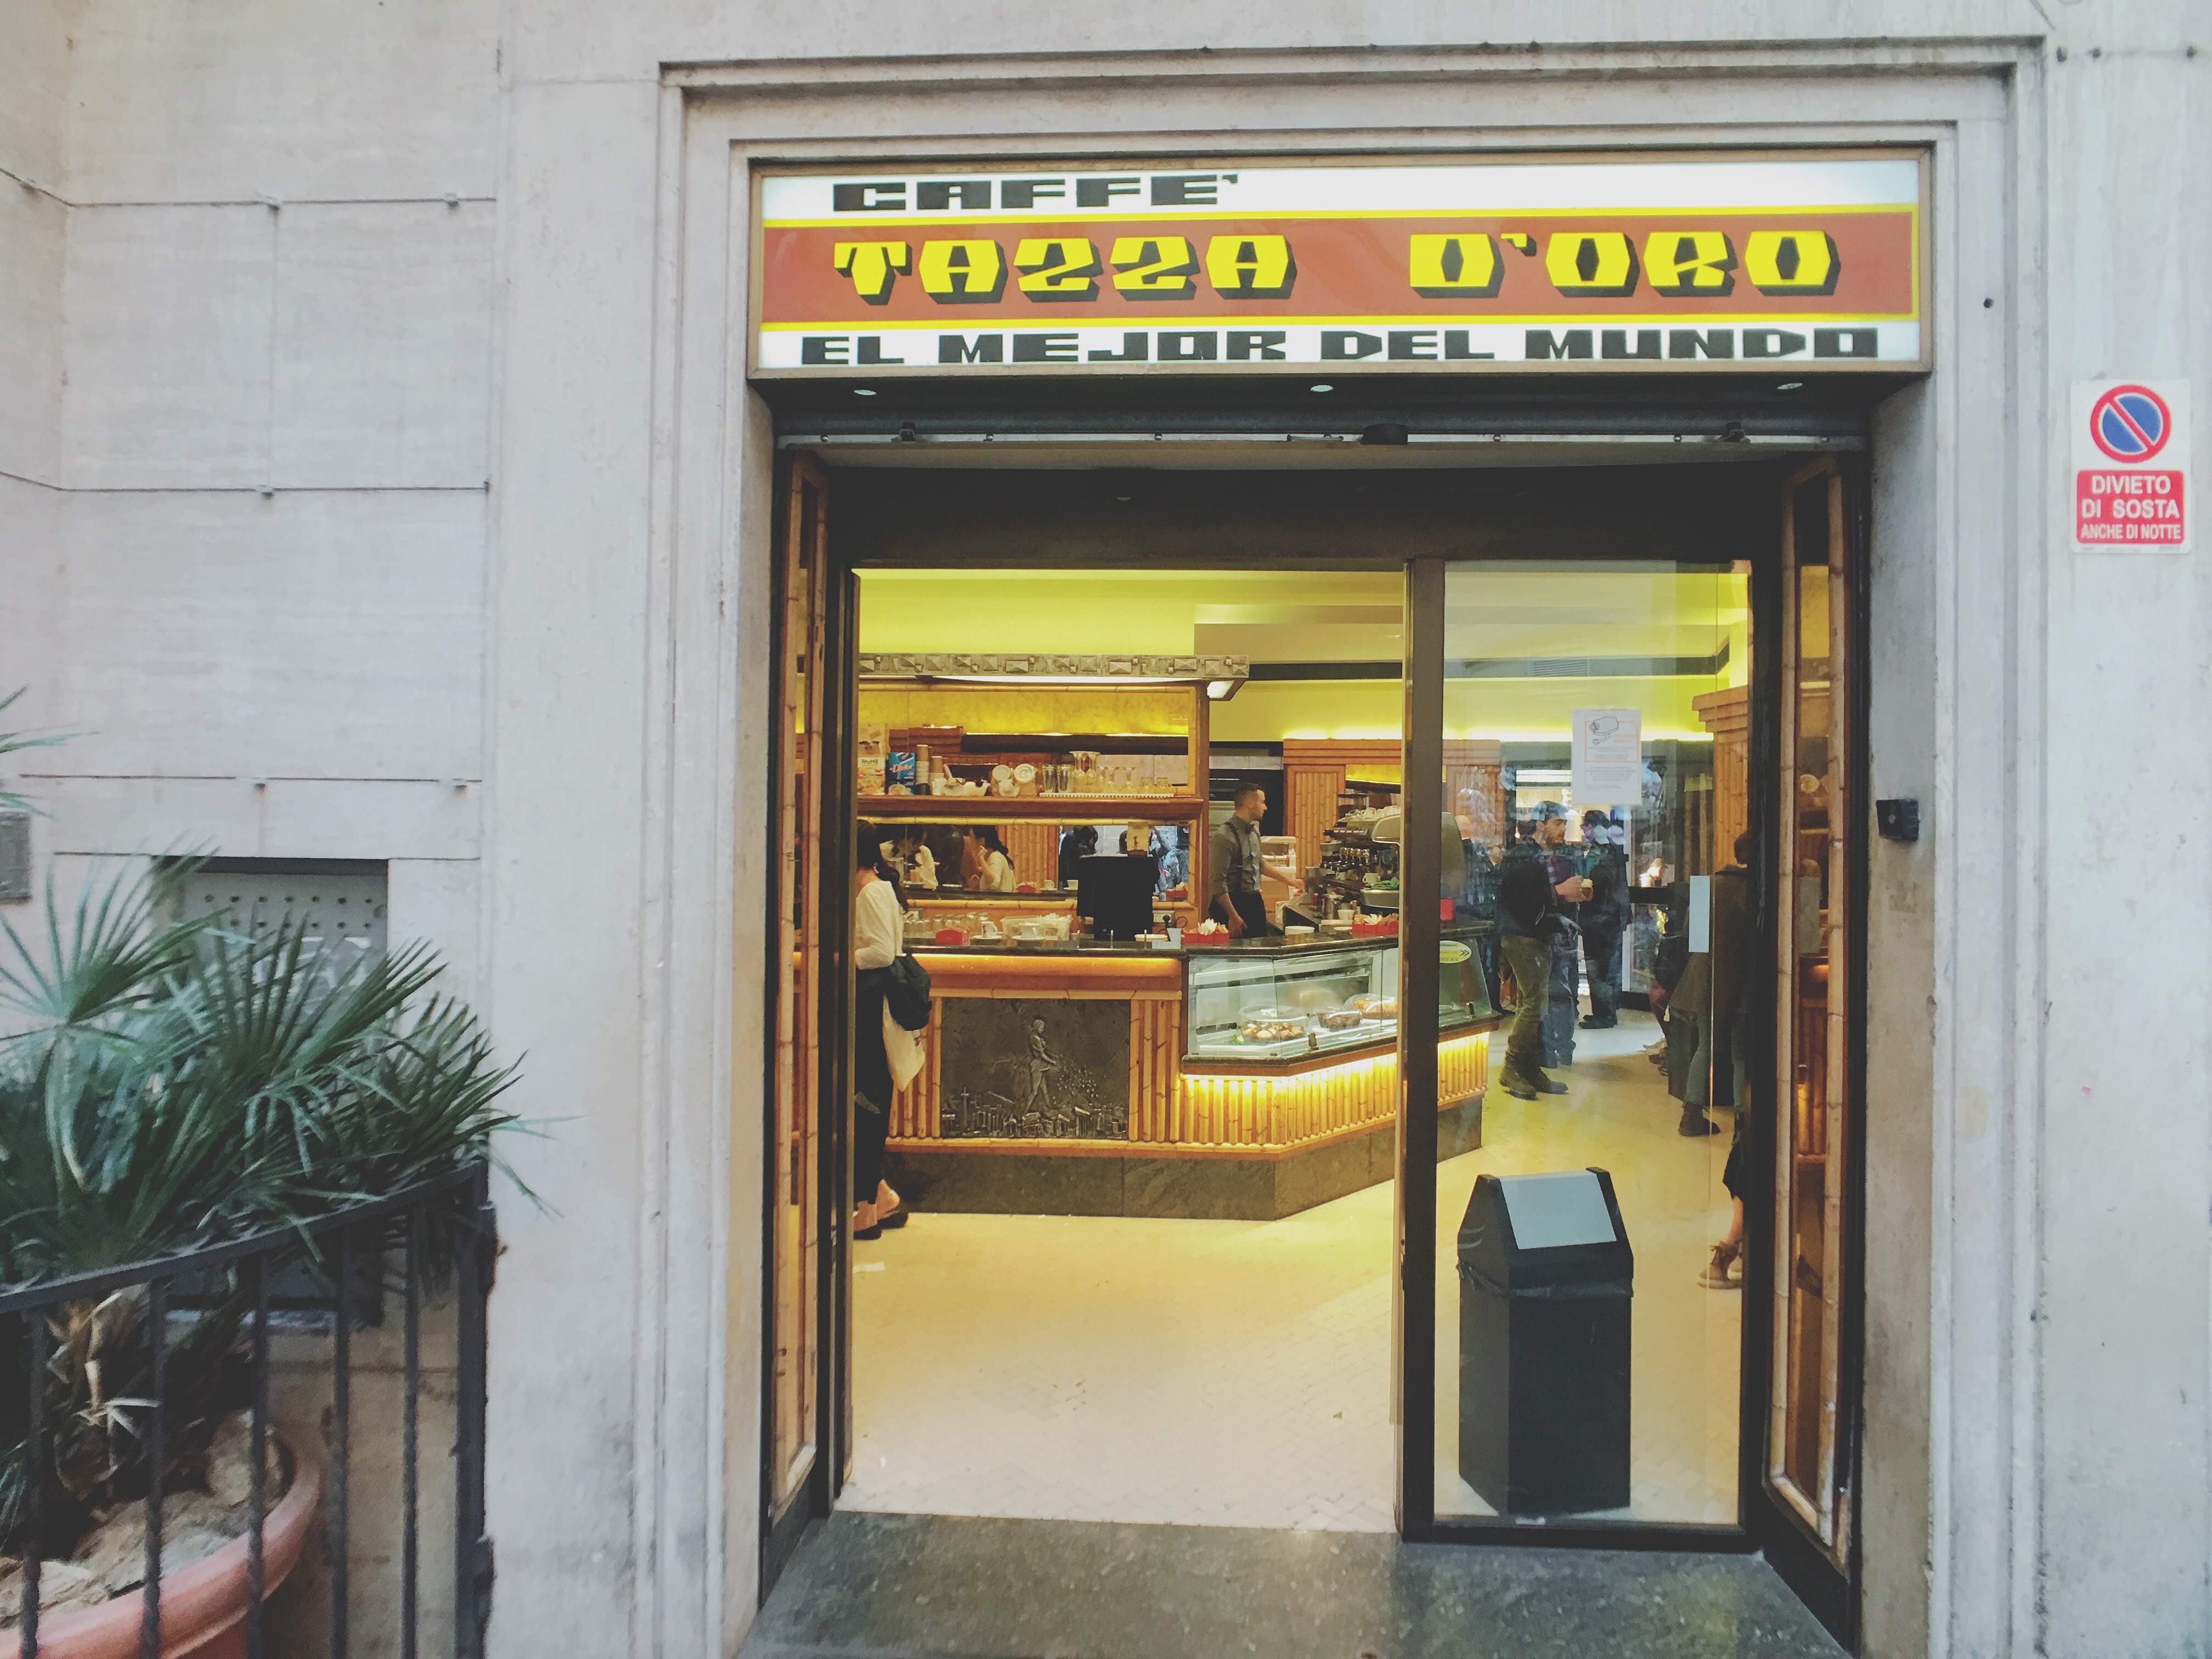 CAFFE'
TAZZA D'ORO
EL MEJOR DEL MUNDO
DIVIETO
DI SOSTA
ANCHE DI NOTTE